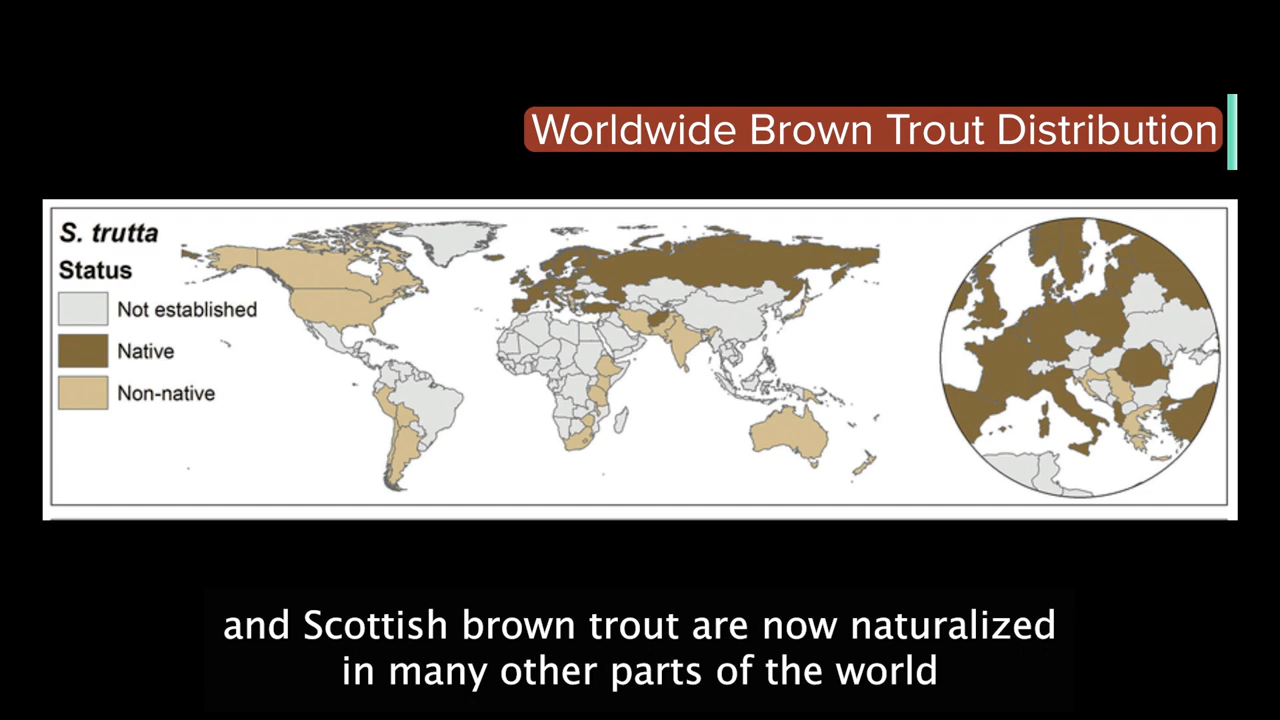 Worldwide Brown Trout Distribution
S. trutta
Status
Not established
Native
Non-native
and Scottish brown trout are now naturalized
in many other parts of the world